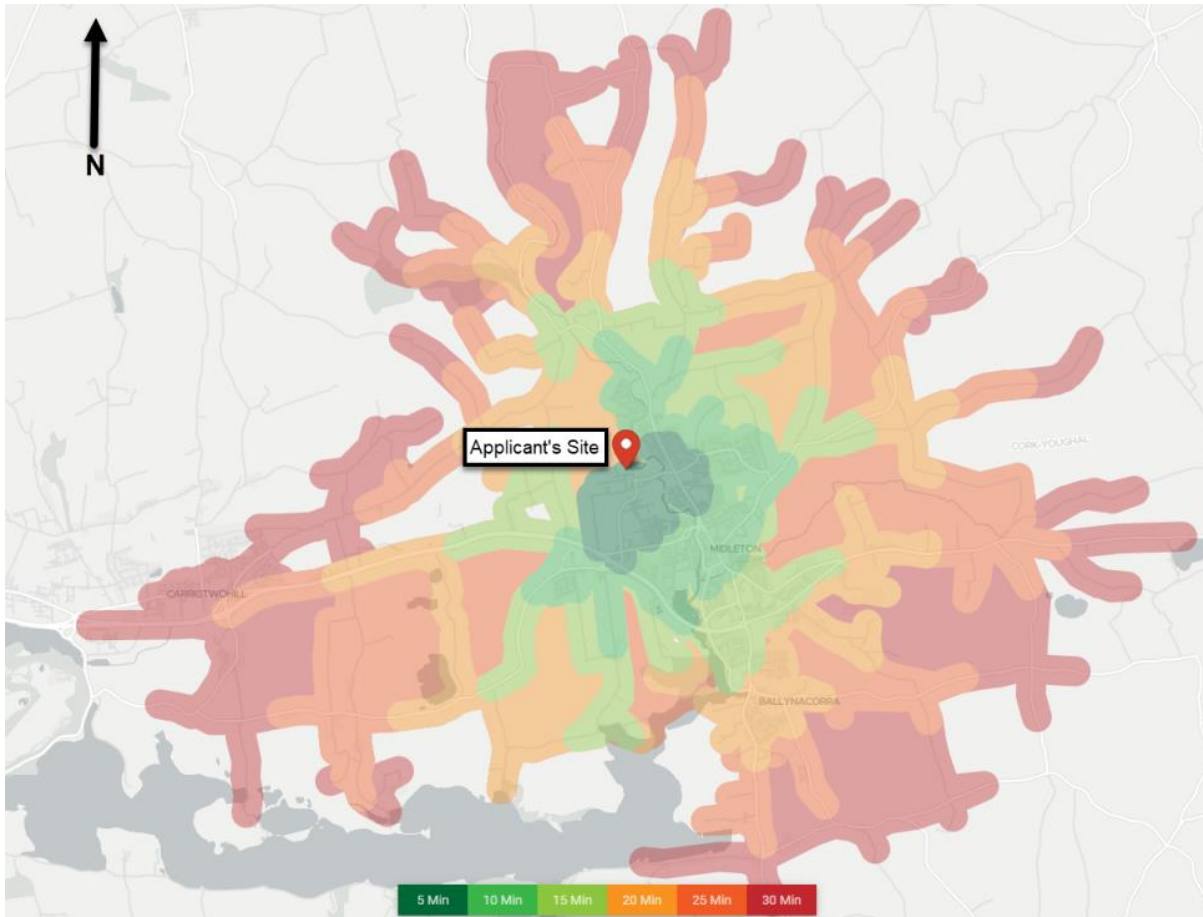 N
CORK-YOUGHAL
Applicant's Site
MIDLETON
CARRIGTWOHILL
BALLYNACORRA
5 Min
10 Min
15 Min
20 Min
25 Min
30 Min